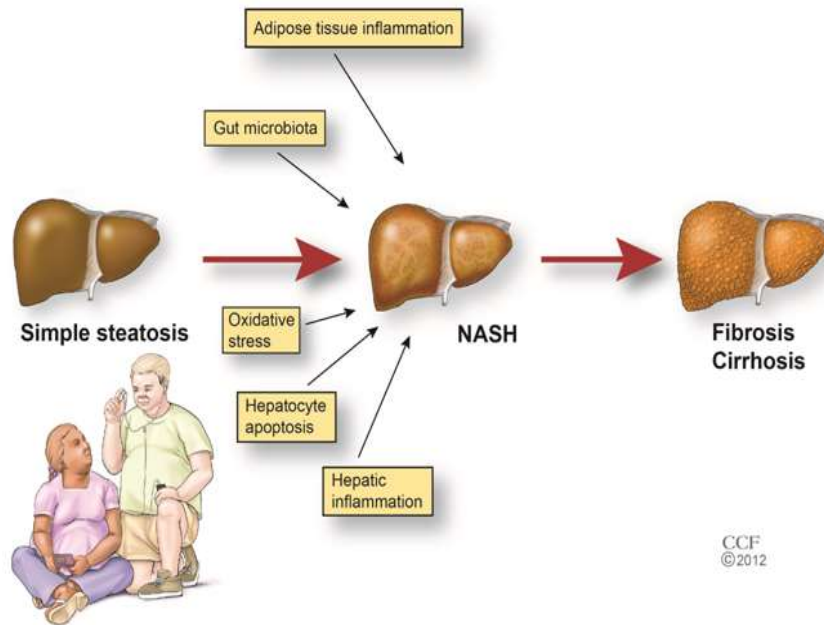 Adipose tissue inflammation
Gut microbiota
Simple steatosis
Oxidative
stress
NASH
Fibrosis
Cirrhosis
Hepatocyte
apoptosis
Hepatic
inflammation
CCF
©2012